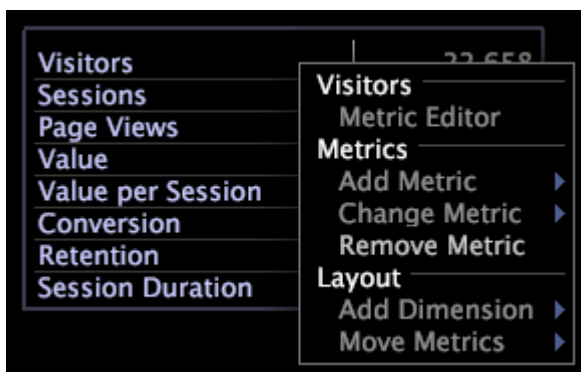 Visitors
Sessions
Page Views
Value
Value per Session
Conversion
Retention
Session Duration
Visitors
Metric Editor
Metrics
Add Metric
Change Metric
Remove Metric
Layout
Add Dimension
Move Metrics